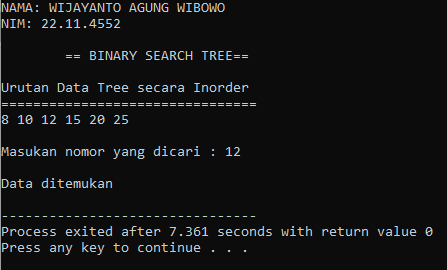 NAMA: WIJAYANTO AGUNG WIBOWO
NIM: 22.11.4552
== BINARY SEARCH TREE==
Urutan Data Tree secara Inorder
================================
8 10 12 15 20 25
Masukan nomor yang dicari : 12
Data ditemukan
--------------------------------
Process exited after 7.361 seconds with return value 0
Press any key to continue . . .